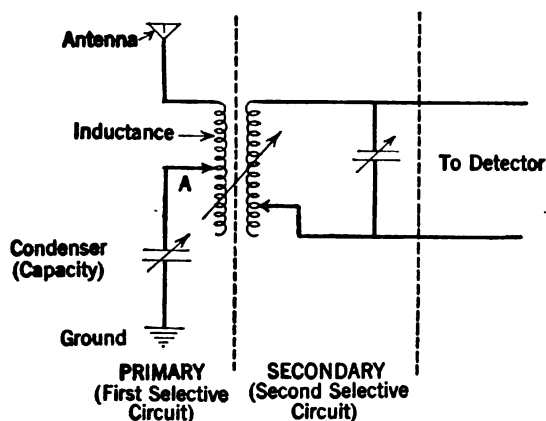 Antenna
Inductance
A
To Detector
Condenser
(Capacity)
Ground
PRIMARY
(First Selective
Circuit)
SECONDARY
(Second Selective
Circuit)